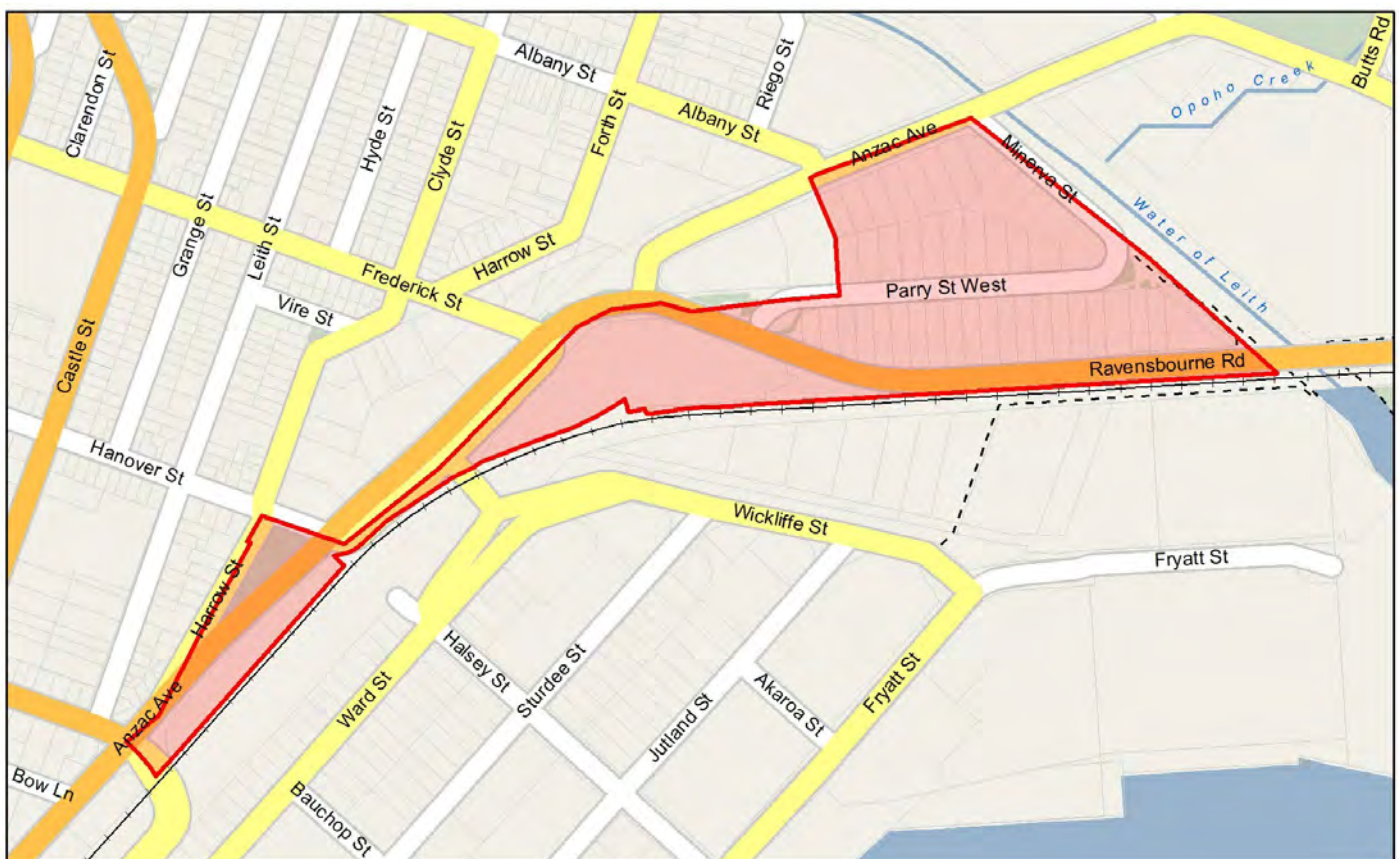 Clarendon St
Albany St
Riego St
Butts Rd
Opoho Creek
Hyde St
Clyde St
Forth St
Albany St
Anzac Ave
Minerva St
Grange St
Leith St
Harrow St
Water of Leith
Frederick St
Vire St
Parry St West
Castle St
Ravensbourne Rd
Hanover St
Wickliffe St
Fryatt St
Harrow St
Halsey St
Sturdee St
Ward St
Akaroa St
Fryatt St
Jutland St
Anzac Ave
Bow Ln
Bauchop St